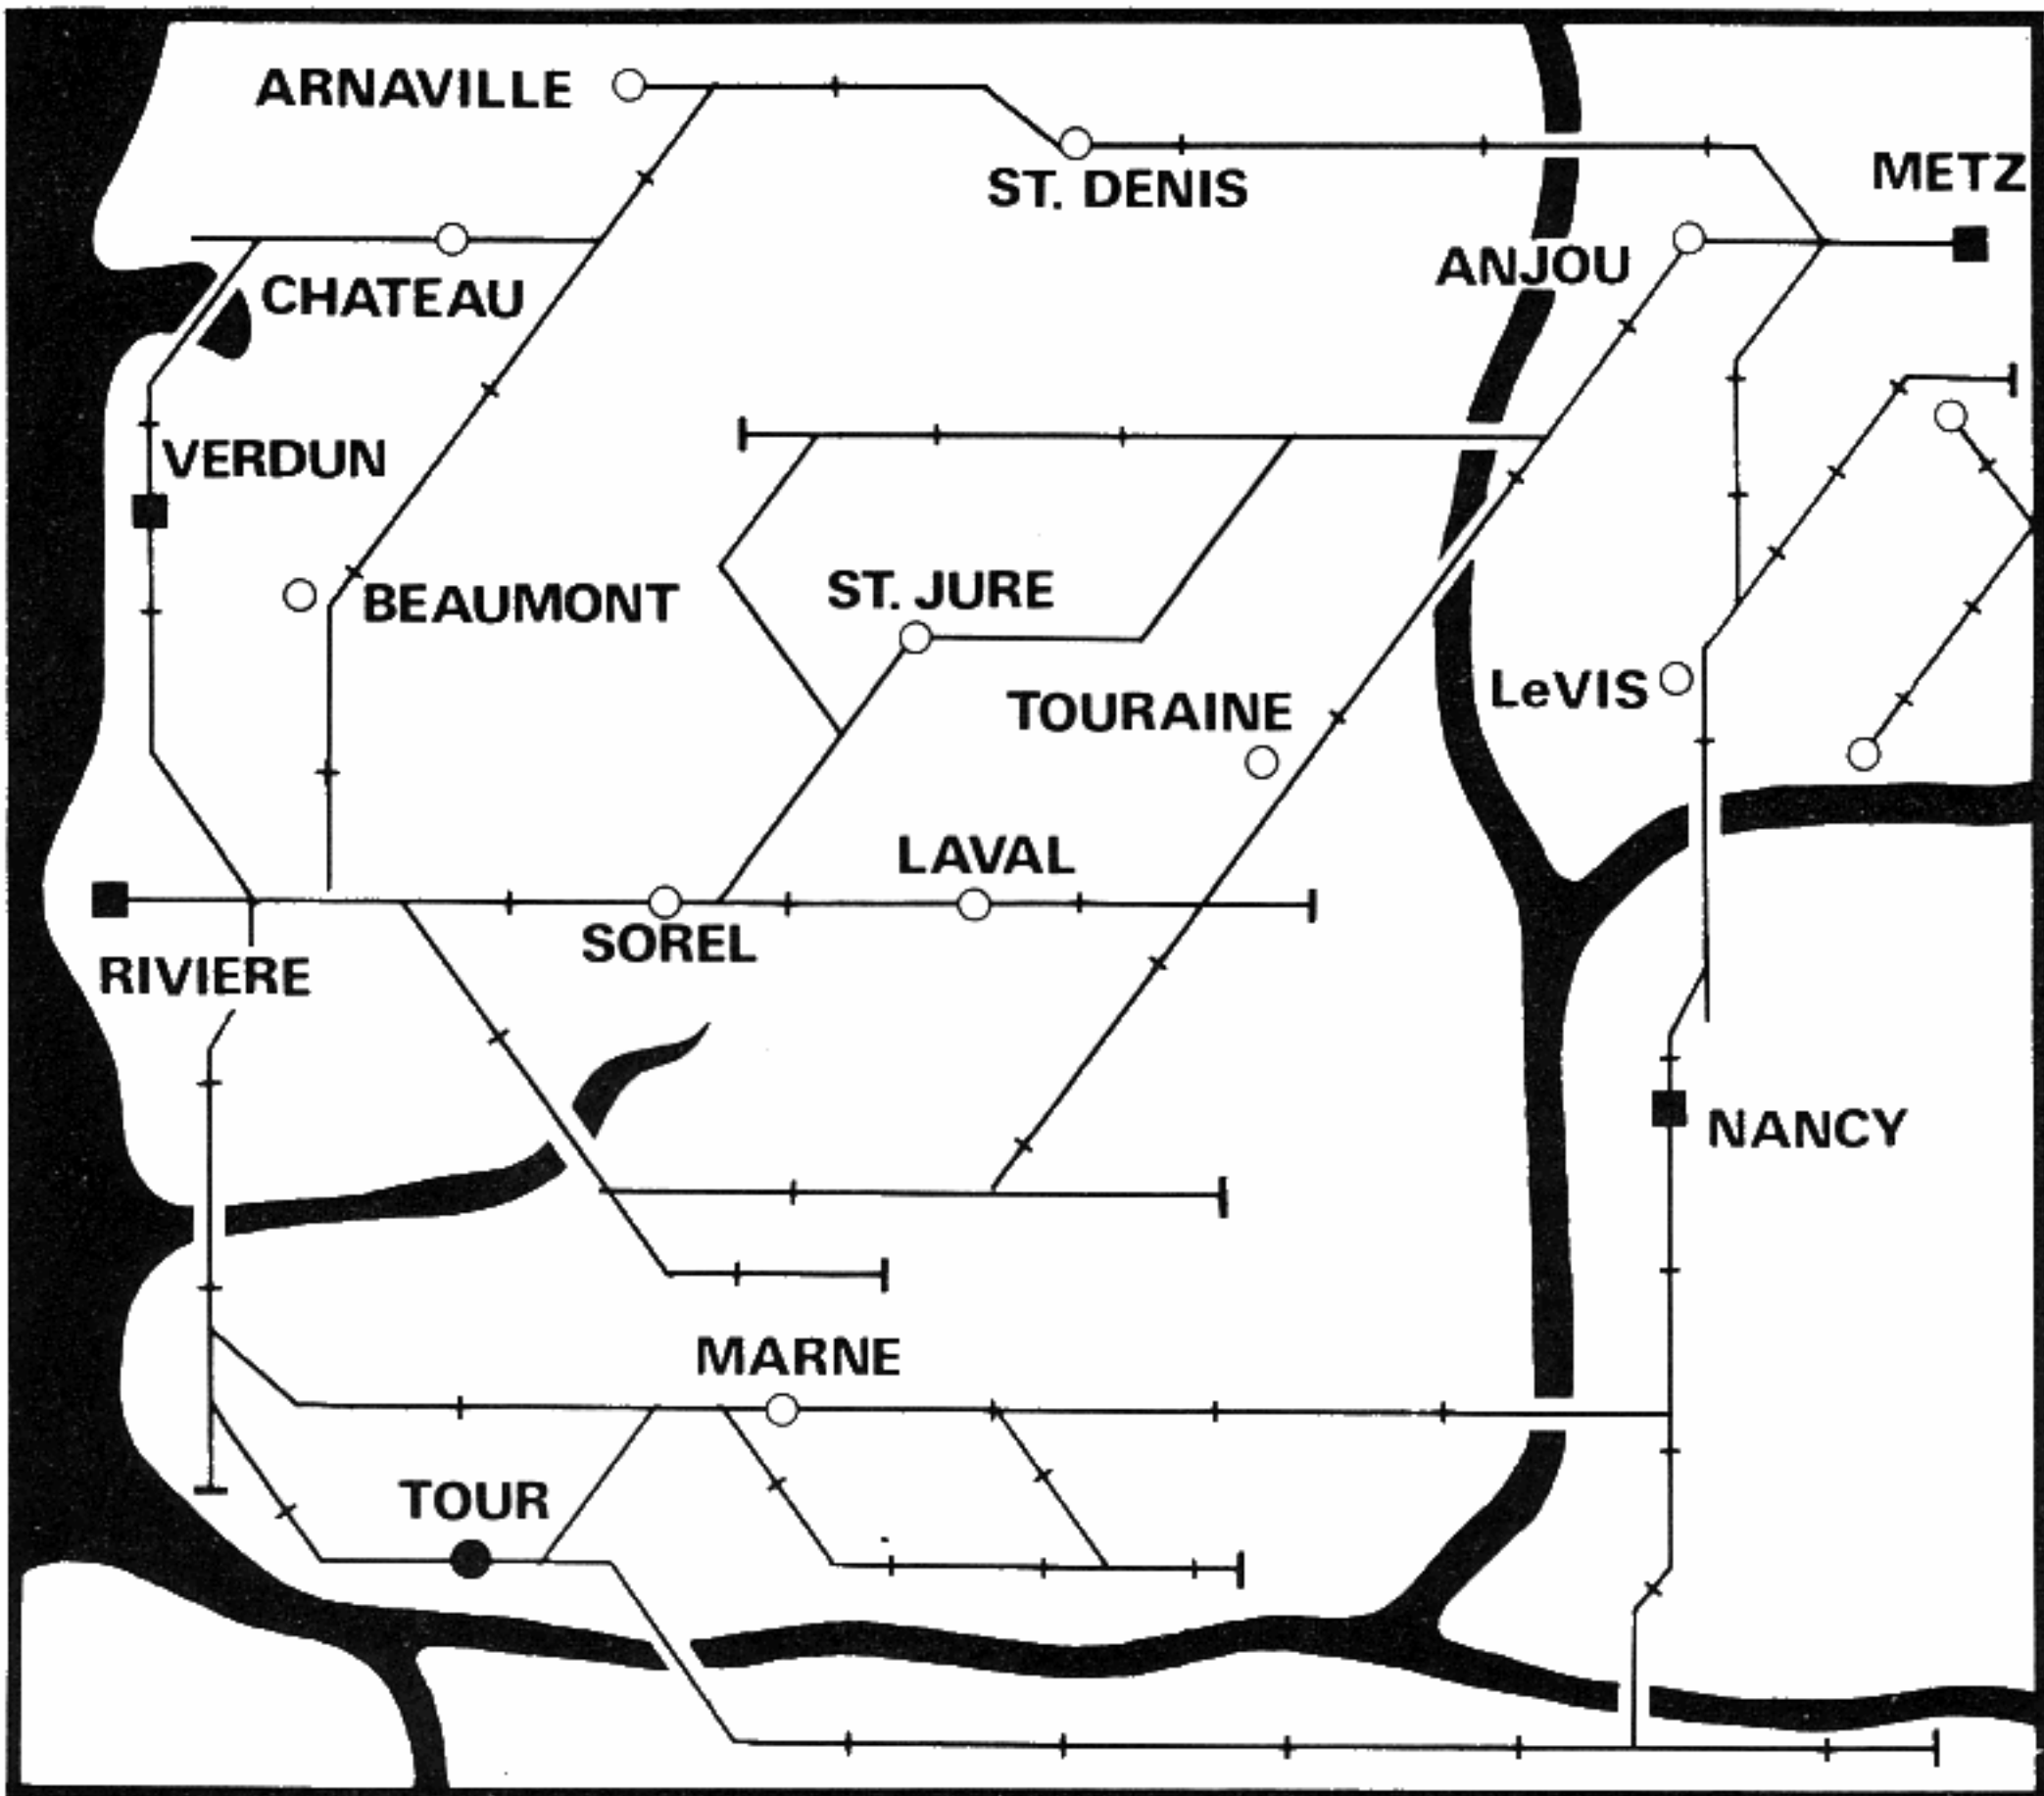 ARNAVILLE
ST. DENIS
METZ
ANJOU
CHATEAU
VERDUN
BEAUMONT
ST. JURE
TOURAINE
LeVIS
LAVAL
SOREL
RIVIERE
NANCY
MARNE
TOUR